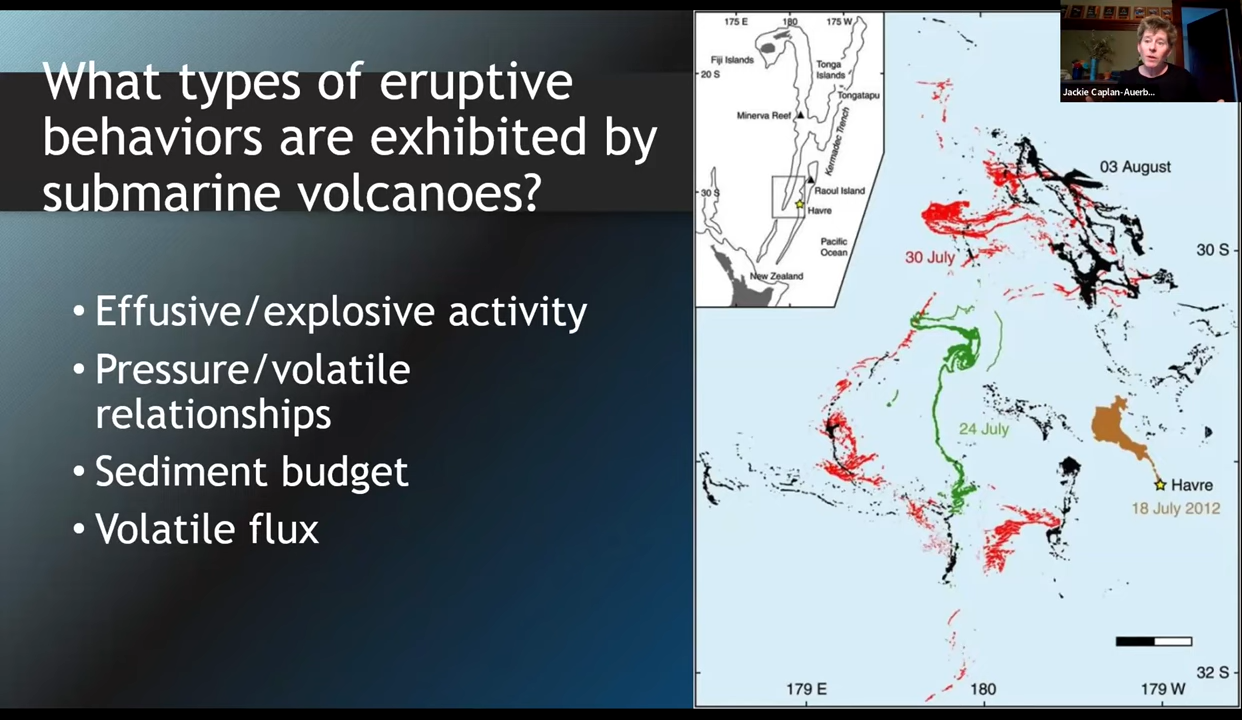 What types of eruptive
behaviors are exhibited by
submarine volcanoes?
• Effusive/explosive activity
• Pressure/volatile
relationships
• Sediment budget
• Volatile flux
175 E
180
175 W
Fiji Islands
20 S
Tonga
Islands
Tongatapu
Minerva Reef
Kermadec Trench
30 S
Raoul Island
Havre
Pacific
Ocean
New Zealand
Jackie Caplan-Auerb...
03 August
30 S
30 July
24 July
Havre
18 July 2012
32 S
179 E
180
179 W